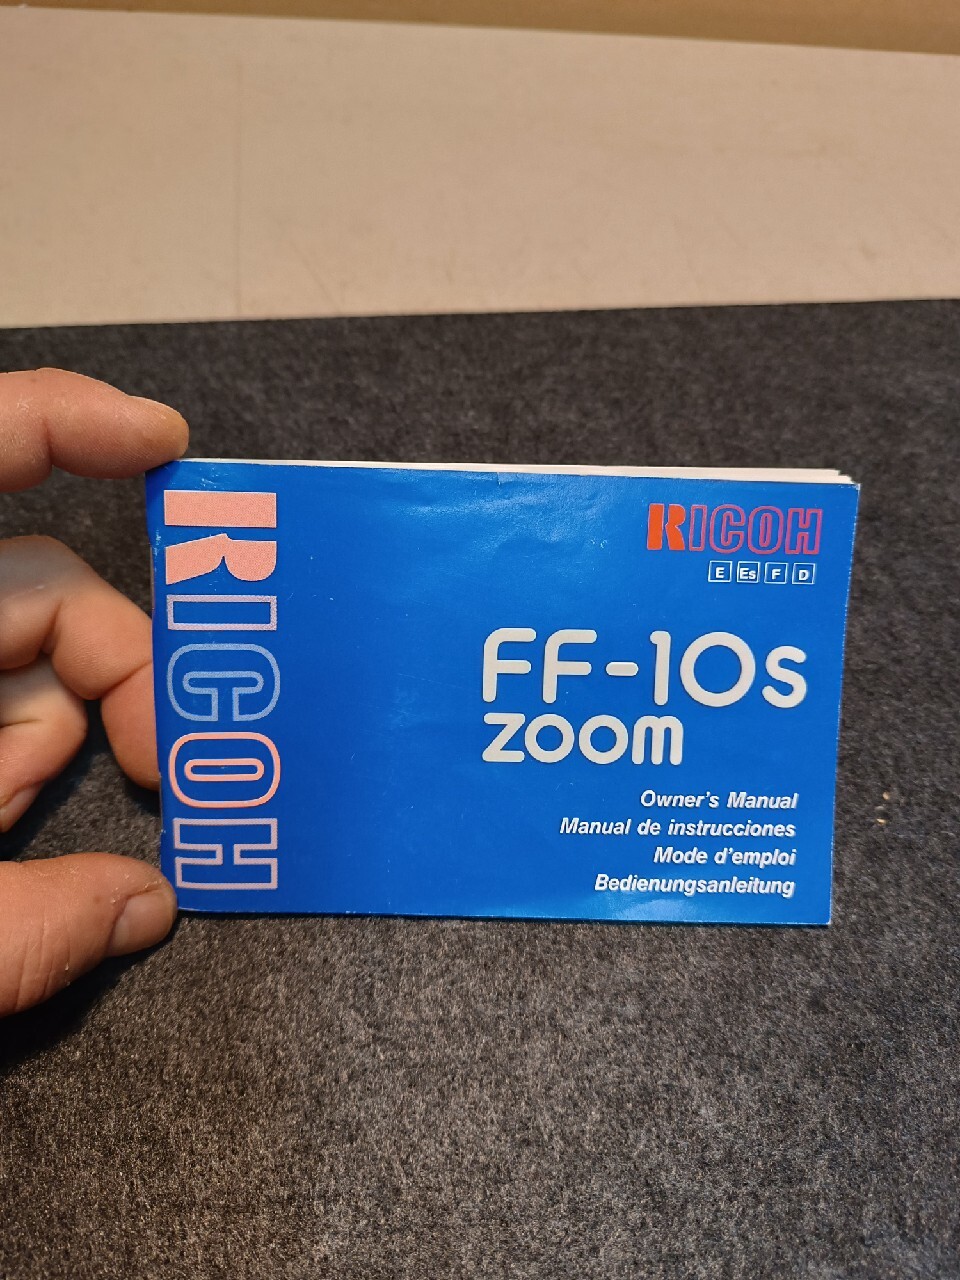 RICOH
RICOH
E Es F D
FF-10s
zoom
Owner's Manual
Manual de instrucciones
Mode d'emploi
Bedienungsanleitung